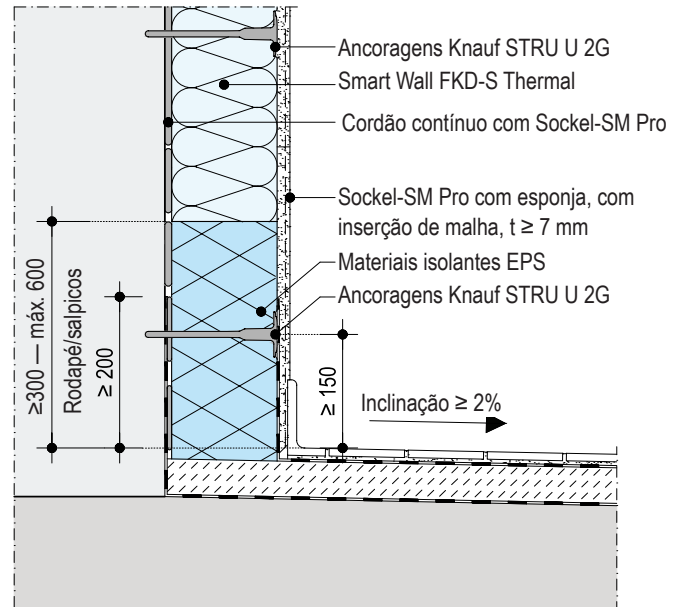 Ancoragens Knauf STRU U 2G
Smart Wall FKD-S Thermal
Cordão contínuo com Sockel-SM Pro
Sockel-SM Pro com esponja, com
inserção de malha, t ≥ 7 mm
Materiais isolantes EPS
Ancoragens Knauf STRU U 2G
≥300 — máx. 600
Rodapé/salpicos
≥ 200
≥ 150
Inclinação ≥ 2%